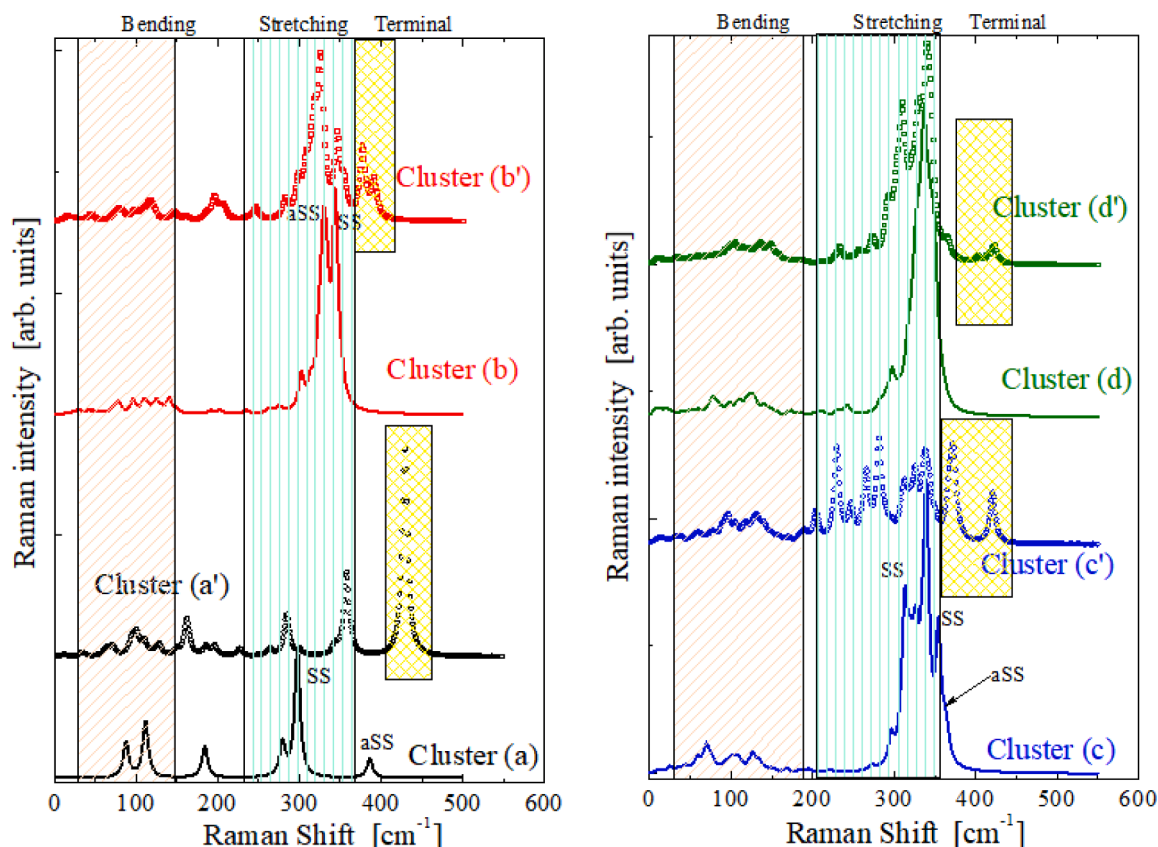 Bending Stretching Terminal
Raman intensity [arb. units]
Cluster (b')
aSS
SS
Cluster (b)
Cluster (a')
SS
aSS
Cluster (a)
0 100 200 300 400 500 600
Raman Shift [cm-1]
Bending Stretching Terminal
Raman intensity [arb. units]
Cluster (d')
Cluster (d)
Cluster (c')
SS
SS
aSS
Cluster (c)
0 100 200 300 400 500 600
Raman Shift [cm-1]